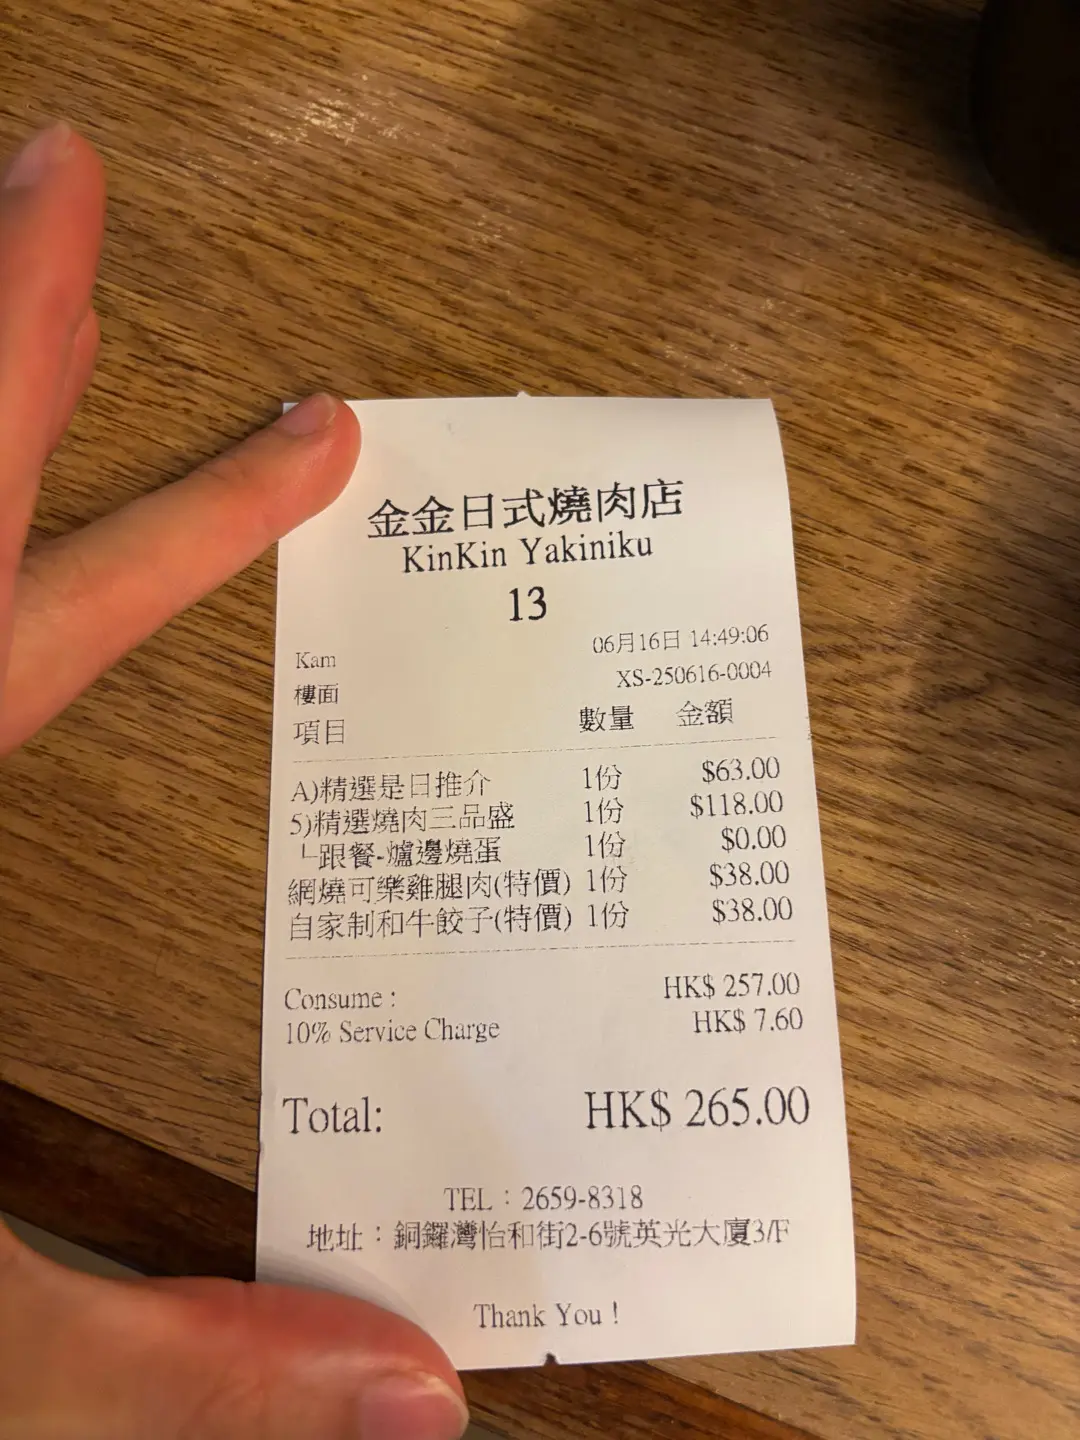 金金日式燒肉店
KinKin Yakiniku
13
Kam 06月16日 14:49:06
樓面 XS-250616-0004
項目 數量 金額
A)精選是日推介 1份 $63.00
5)精選燒肉三品盛 1份 $118.00
└跟餐-爐邊燒蛋 1份 $0.00
網燒可樂雞腿肉(特價) 1份 $38.00
自家制和牛餃子(特價) 1份 $38.00
Consume : HK$ 257.00
10% Service Charge HK$ 7.60
Total: HK$ 265.00
TEL：2659-8318
地址：銅鑼灣怡和街2-6號英光大廈3/F
Thank You !